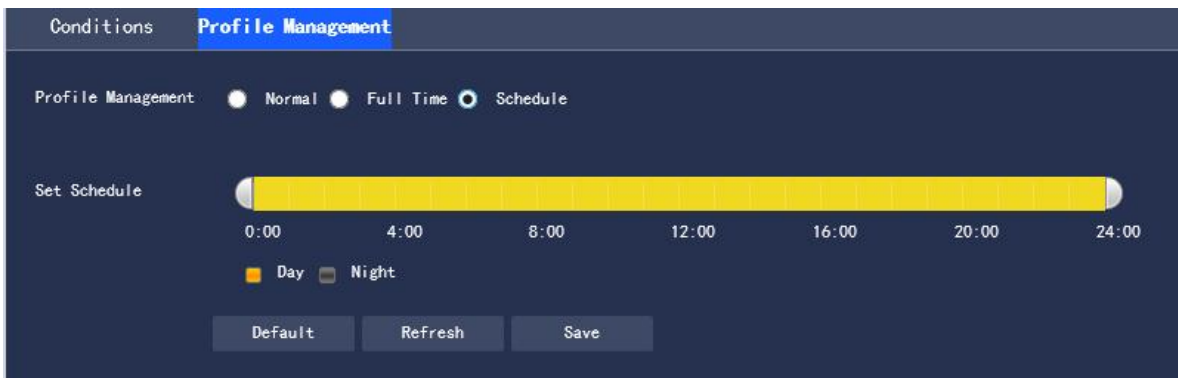 Conditions Profile Management
Profile Management Normal Full Time Schedule
Set Schedule
0:00 4:00 8:00 12:00 16:00 20:00 24:00
Day Night
Default Refresh Save